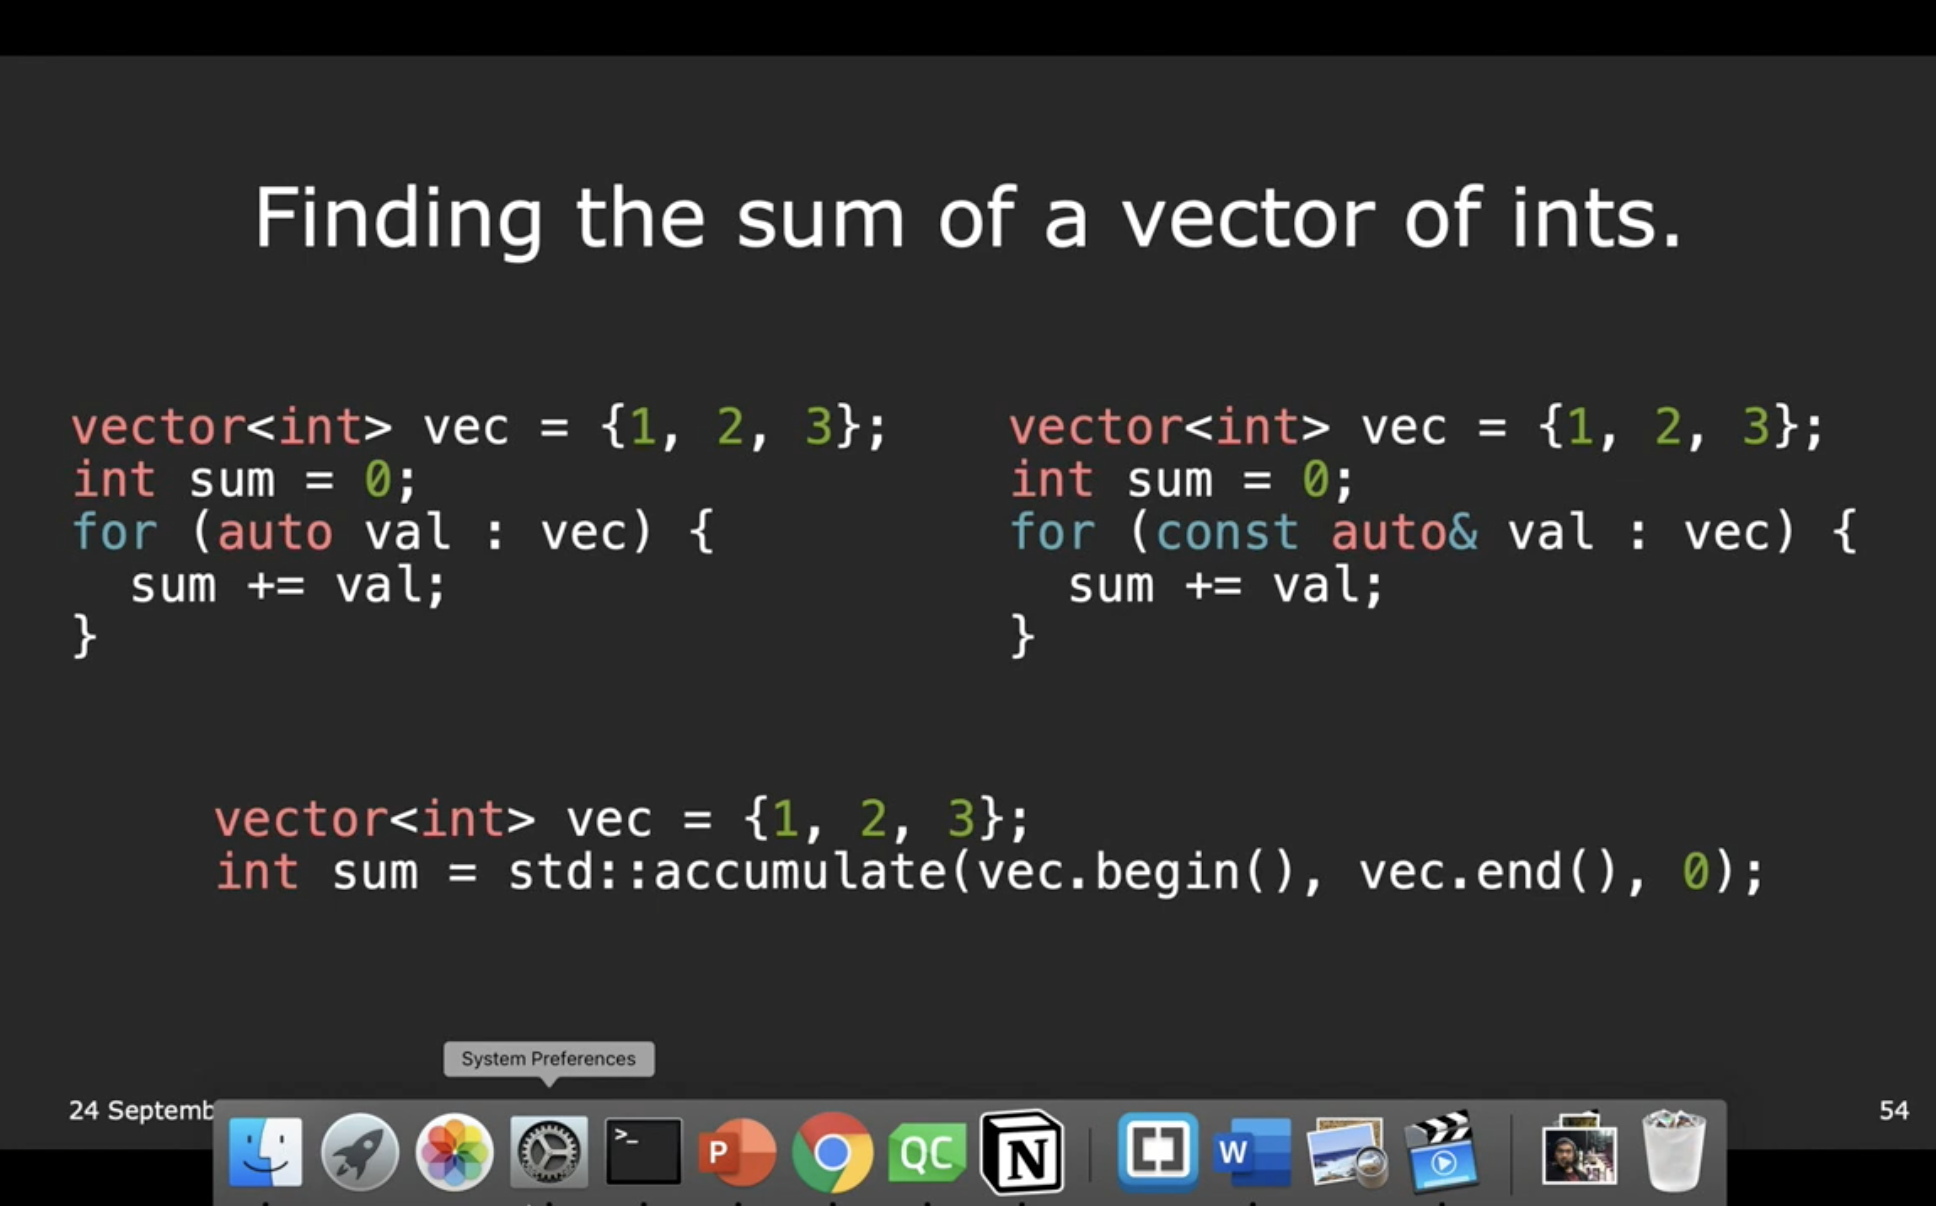 Finding the sum of a vector of ints.
vector<int> vec = {1, 2, 3};
int sum = 0;
for (auto val : vec) {
  sum += val;
}
vector<int> vec = {1, 2, 3};
int sum = 0;
for (const auto& val : vec) {
  sum += val;
}
vector<int> vec = {1, 2, 3};
int sum = std::accumulate(vec.begin(), vec.end(), 0);
System Preferences
24 Septemb
54
>_
P
QC
N
W